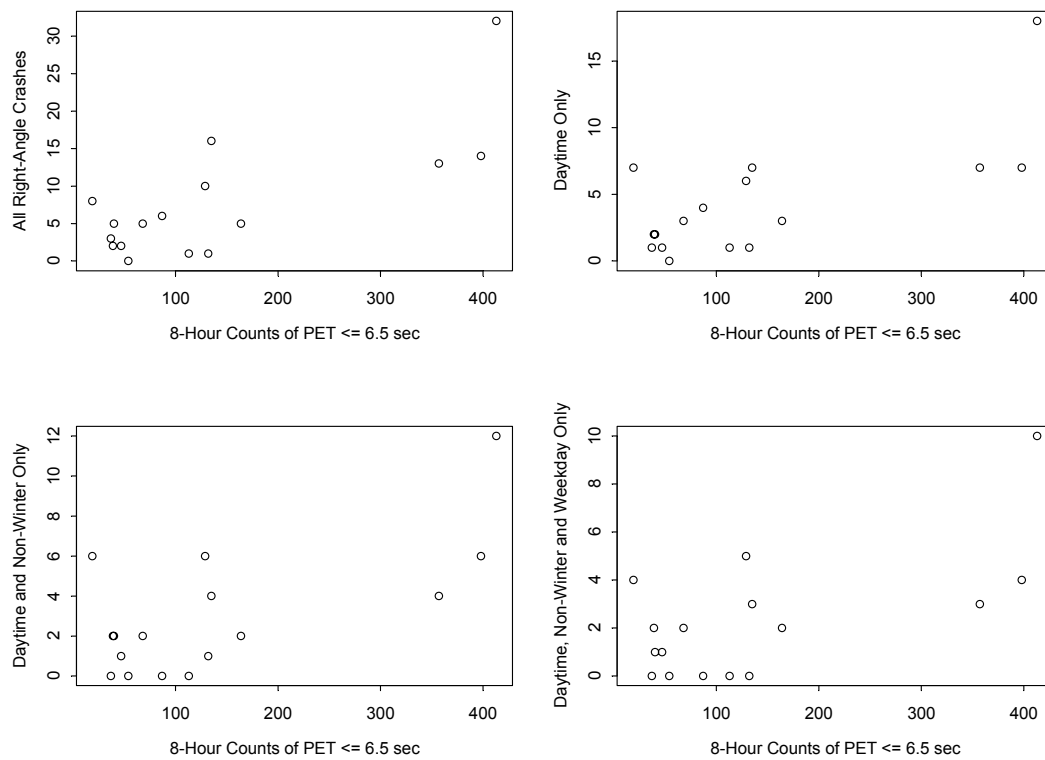 All Right-Angle Crashes
0 5 10 15 20 25 30
100 200 300 400
8-Hour Counts of PET <= 6.5 sec
Daytime Only
0 5 10 15
100 200 300 400
8-Hour Counts of PET <= 6.5 sec
Daytime and Non-Winter Only
0 2 4 6 8 10 12
100 200 300 400
8-Hour Counts of PET <= 6.5 sec
Daytime, Non-Winter and Weekday Only
0 2 4 6 8 10
100 200 300 400
8-Hour Counts of PET <= 6.5 sec